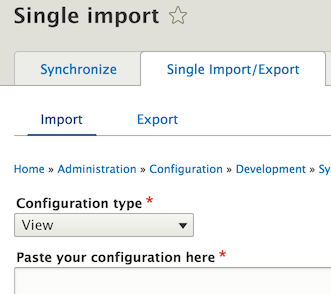 Single import
Synchronize
Single Import/Export
Import
Export
Home » Administration » Configuration » Development » Sy
Configuration type *
View
Paste your configuration here *